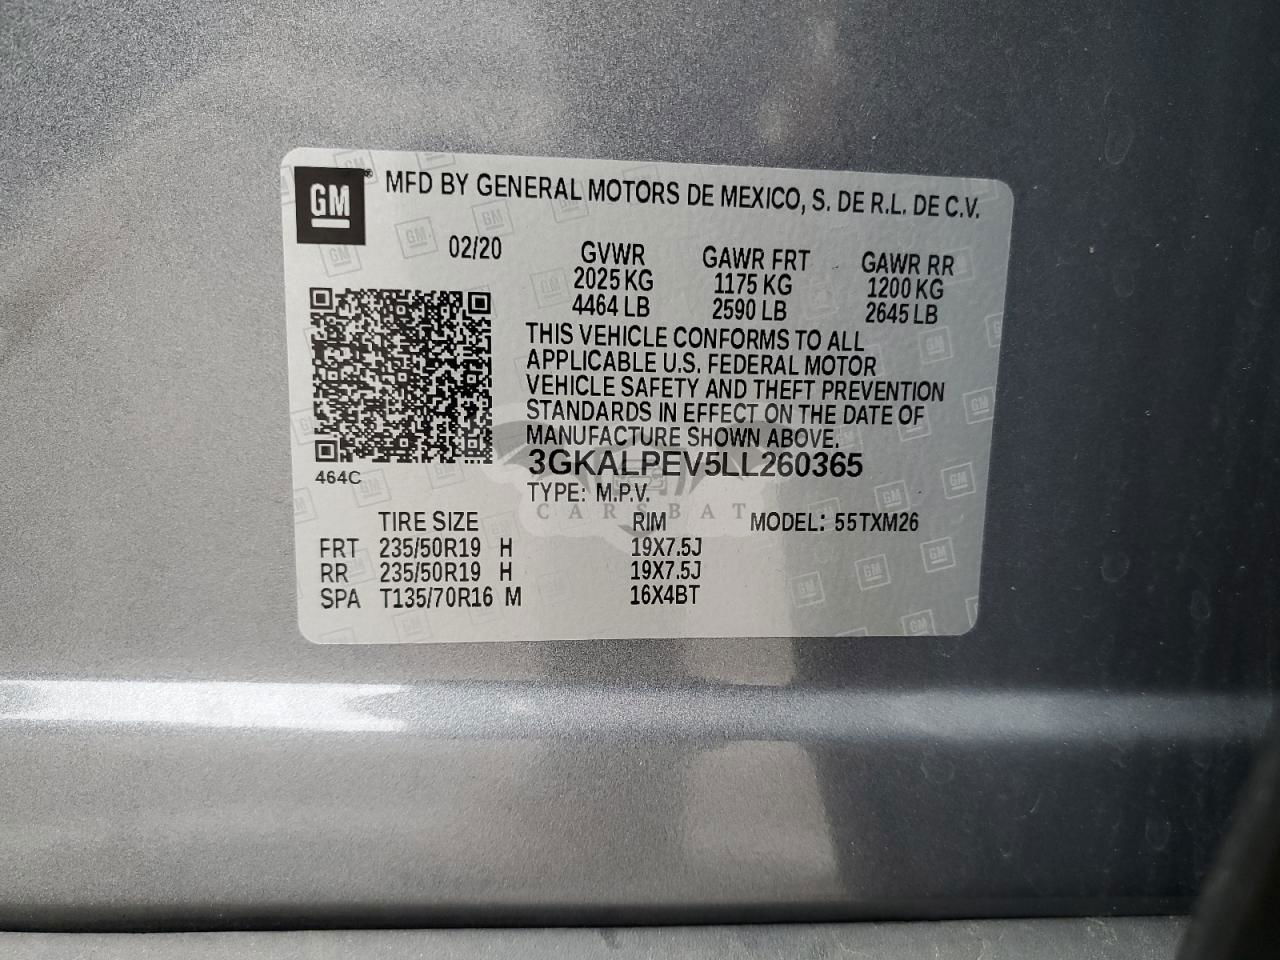 GM® MFD BY GENERAL MOTORS DE MEXICO, S. DE R.L. DE C.V.
02/20 GVWR GAWR FRT GAWR RR
2025 KG 1175 KG 1200 KG
4464 LB 2590 LB 2645 LB
THIS VEHICLE CONFORMS TO ALL
APPLICABLE U.S. FEDERAL MOTOR
VEHICLE SAFETY AND THEFT PREVENTION
STANDARDS IN EFFECT ON THE DATE OF
MANUFACTURE SHOWN ABOVE.
3GKALPEV5LL260365
464C
TYPE: M.P.V.
CARSBAT
TIRE SIZE RIM MODEL: 55TXM26
FRT 235/50R19 H 19X7.5J
RR 235/50R19 H 19X7.5J
SPA T135/70R16 M 16X4BT